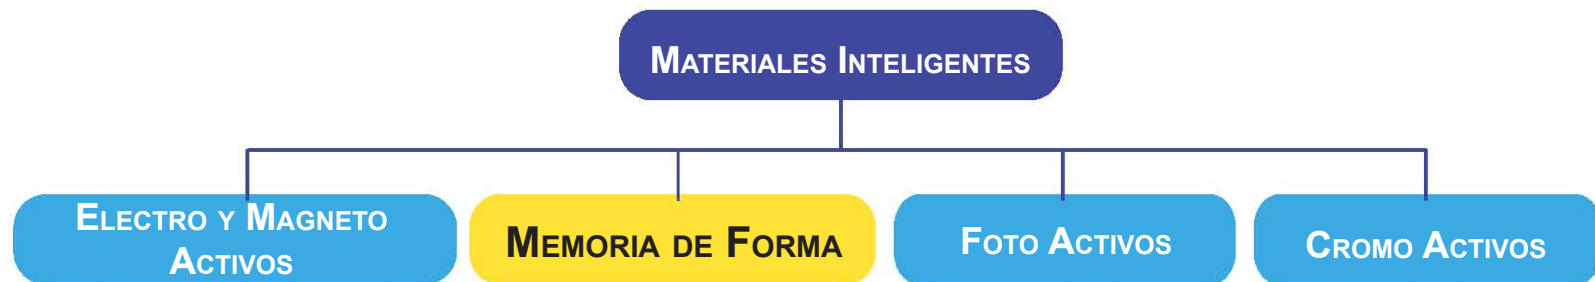 Materiales Inteligentes
Electro y Magneto
Activos
Memoria de Forma
Foto Activos
Cromo Activos